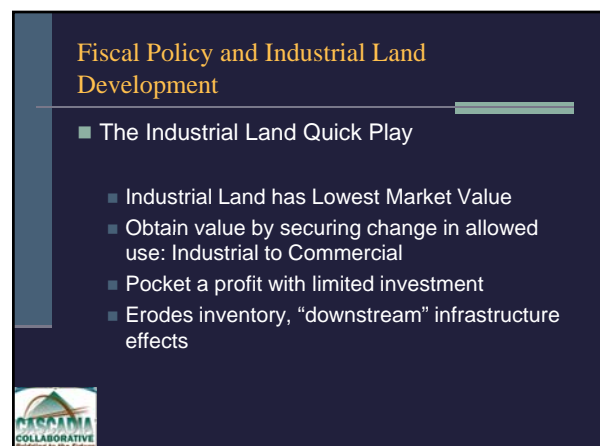 Fiscal Policy and Industrial Land
Development
The Industrial Land Quick Play
Industrial Land has Lowest Market Value
Obtain value by securing change in allowed
use: Industrial to Commercial
Pocket a profit with limited investment
Erodes inventory, “downstream” infrastructure
effects
CASCADIA
COLLABORATIVE